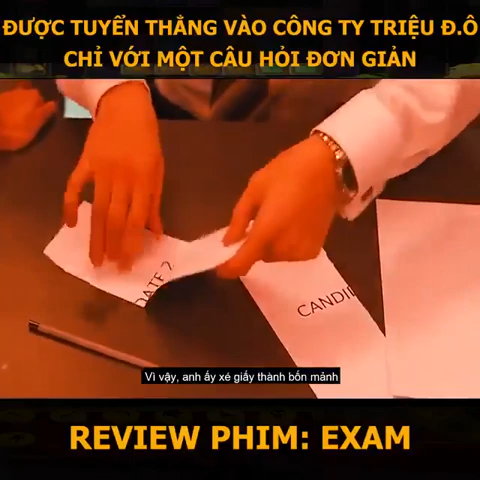 ĐƯỢC TUYỂN THẲNG VÀO CÔNG TY TRIỆU Đ.Ô
CHỈ VỚI MỘT CÂU HỎI ĐƠN GIẢN
DATE 2
CANDI
Vì vậy, anh ấy xé giấy thành bốn mảnh
REVIEW PHIM: EXAM